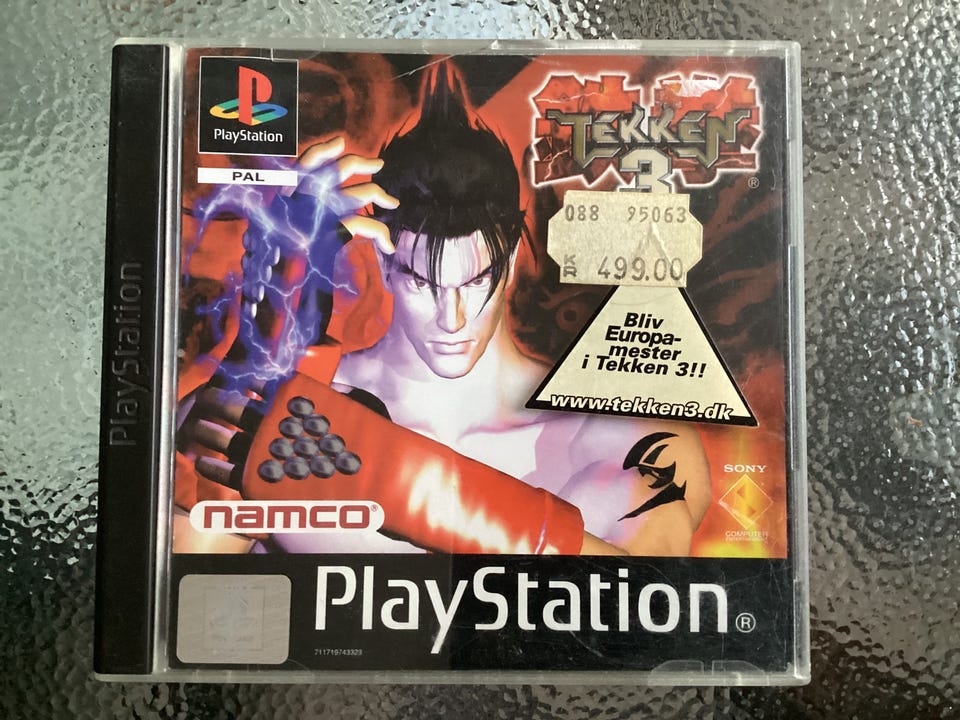 PlayStation
PlayStation
PAL
TEKKEN
3
®
088 95063
KR 499.00
Bliv
Europa-
mester
i Tekken 3!!
www.tekken3.dk
namco®
SONY
COMPUTER
ENTERTAINMENT
PlayStation®
711719743323